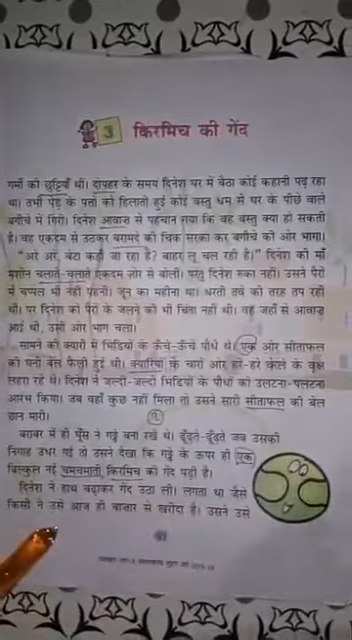 3 किरमिच की गेंद
गर्मी की छुट्टियाँ थीं। दोपहर के समय दिनेश घर में बैठा कोई कहानी पढ़ रहा
था। तभी पेड़ के पत्तों को हिलाती हुई कोई वस्तु धम से घर के पीछे वाले
बगीचे में गिरी। दिनेश आवाज़ से पहचान गया कि वह वस्तु क्या हो सकती
है। वह एकदम से उठकर बरामदे की चिक सरका कर बगीचे की ओर भागा।
"अरे अरे, बेटा कहाँ जा रहा है? बाहर लू चल रही है।" दिनेश की माँ
मशीन चलाते-चलाते एकदम ज़ोर से बोलीं। परंतु दिनेश रुका नहीं। उसने पैरों
में चप्पल भी नहीं पहनी। जून का महीना था। धरती तवे की तरह तप रही
थी। पर दिनेश को पैरों के जलने की भी चिंता नहीं थी। वह जहाँ से आवाज़
आई थी, उसी ओर भाग चला।
सामने की क्यारी में भिंडियों के ऊँचे-ऊँचे पौधे थे। एक ओर सीताफल
की घनी बेल फैली हुई थी। क्यारियों के चारों ओर हरे-हरे केले के वृक्ष
लहरा रहे थे। दिनेश ने जल्दी-जल्दी भिंडियों के पौधों को उलटना-पलटना
आरंभ किया। जब वहाँ कुछ नहीं मिला तो उसने सारी सीताफल की बेल
छान मारी।
बराबर में ही घूँस ने गड्ढे बना रखे थे। ढूँढ़ते-ढूँढ़ते जब उसकी
निगाह उधर गई तो उसने देखा कि गड्ढे के ऊपर ही एक
बिल्कुल नई चमचमाती किरमिच की गेंद पड़ी है।
दिनेश ने हाथ बढ़ाकर गेंद उठा ली। लगता था जैसे
किसी ने उसे आज ही बाज़ार से खरीदा है। उसने उसे